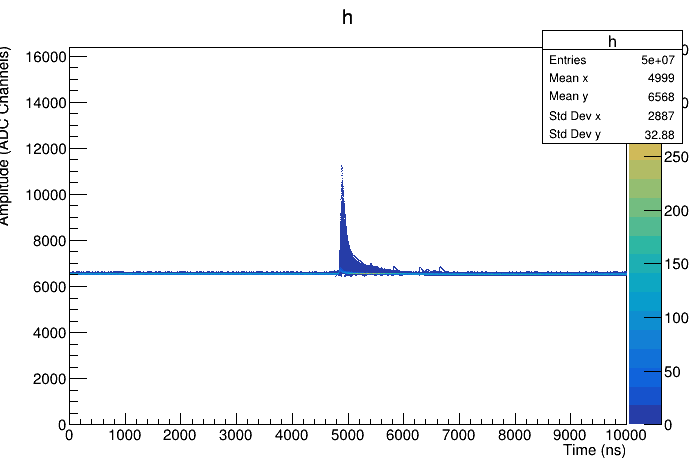 h
h
Entries 5e+07
Mean x 4999
Mean y 6568
Std Dev x 2887
Std Dev y 32.88
Amplitude (ADC Channels)
16000
14000
12000
10000
8000
6000
4000
2000
0
0 1000 2000 3000 4000 5000 6000 7000 8000 9000 10000
Time (ns)
250
200
150
100
50
0